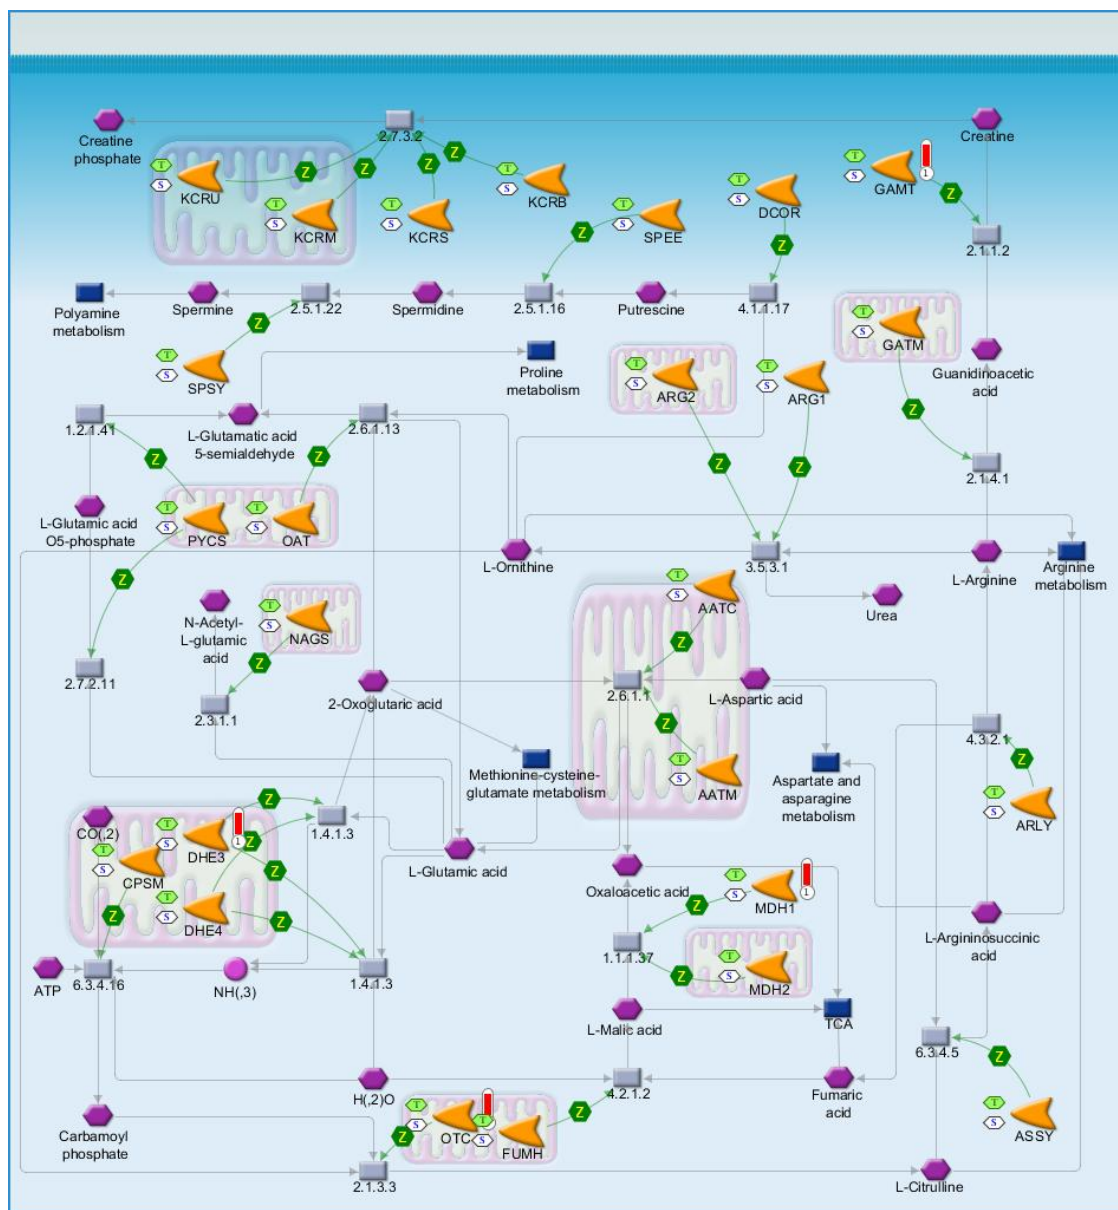 2.7.3.2
Creatine
phosphate
Creatine
T
S
Z
KCRU
T
S
Z
KCRM
T
S
Z
KCRS
T
S
Z
KCRB
T
S
Z
SPEE
T
S
Z
DCOR
T
S
1
Z
GAMT
2.1.1.2
Polyamine
metabolism
Spermine
2.5.1.22
Spermidine
2.5.1.16
Putrescine
4.1.1.17
T
S
Z
SPSY
Proline
metabolism
T
S
ARG2
T
S
ARG1
T
S
GATM
Guanidinoacetic
acid
1.2.1.41
L-Glutamatic acid
5-semialdehyde
2.6.1.13
Z
Z
Z
Z
Z
2.1.4.1
L-Glutamic acid
O5-phosphate
T
S
PYCS
T
S
OAT
L-Ornithine
3.5.3.1
L-Arginine
Arginine
metabolism
Urea
Z
N-Acetyl-
L-glutamic
acid
T
S
NAGS
Z
T
S
AATC
Z
2.7.2.11
2.3.1.1
2-Oxoglutaric acid
2.6.1.1
L-Aspartic acid
Z
4.3.2.1
Z
Methionine-cysteine-
glutamate metabolism
T
S
AATM
Aspartate and
asparagine
metabolism
T
S
ARLY
CO(,2)
T
S
CPSM
T
S
DHE3
1
Z
Z
1.4.1.3
L-Glutamic acid
Oxaloacetic acid
T
S
MDH1
1
Z
Z
T
S
DHE4
Z
Z
L-Argininosuccinic
acid
1.1.1.37
T
S
MDH2
Z
ATP
6.3.4.16
NH(,3)
1.4.1.3
L-Malic acid
TCA
6.3.4.5
Z
H(,2)O
4.2.1.2
Fumaric
acid
Carbamoyl
phosphate
T
S
OTC
T
S
FUMH
Z
Z
T
S
ASSY
2.1.3.3
L-Citrulline